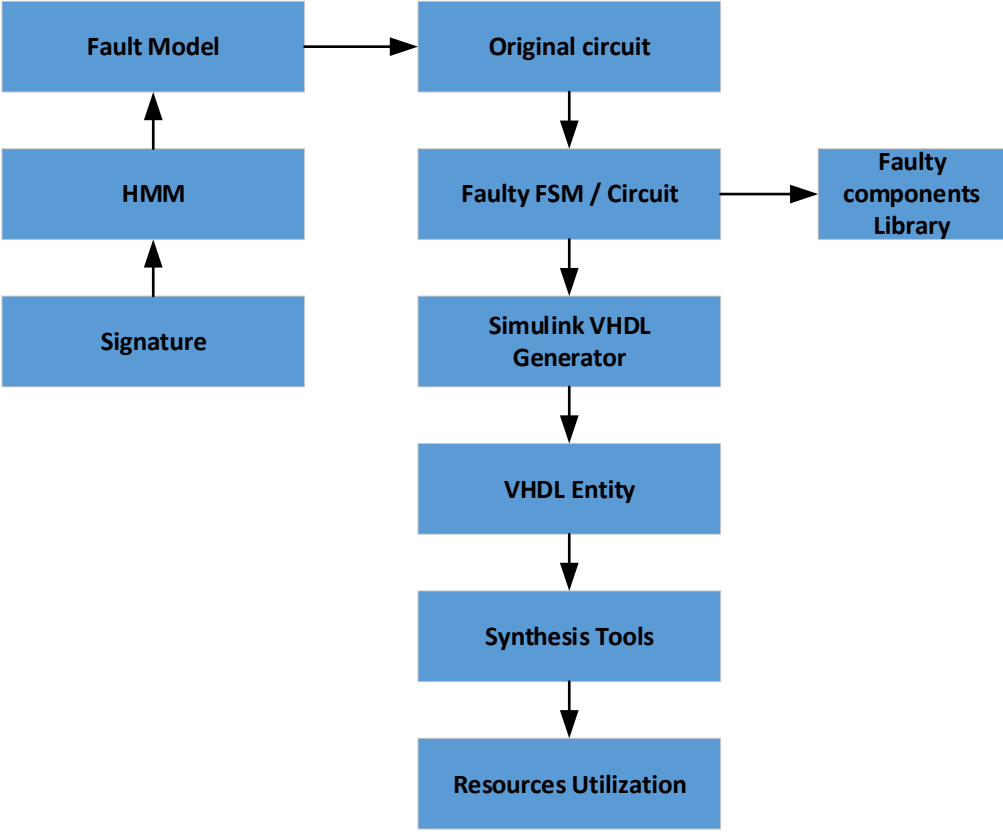 Fault Model
Original circuit
HMM
Faulty FSM / Circuit
Faulty
components
Library
Signature
Simulink VHDL
Generator
VHDL Entity
Synthesis Tools
Resources Utilization